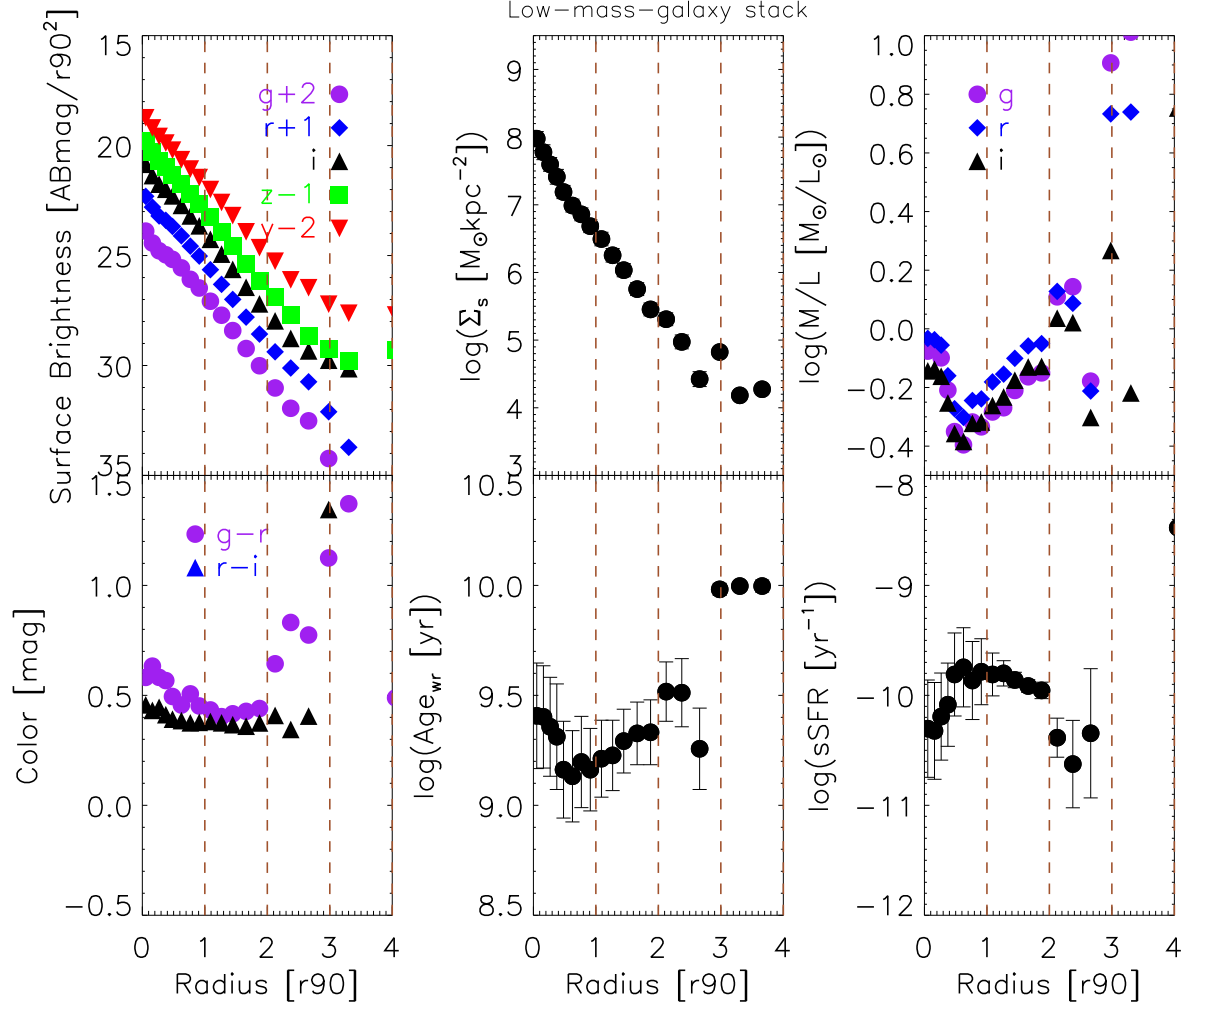 Low-mass-galaxy stack
Surface Brightness [ABmag/r90²]
15
20
25
30
35
g+2
r+1
i
z-1
y-2
log(Σₛ [M⊙kpc⁻²])
9
8
7
6
5
4
3
log(M/L [M⊙/L⊙])
1.0
0.8
0.6
0.4
0.2
0.0
-0.2
-0.4
g
r
i
Color [mag]
1.5
1.0
0.5
0.0
-0.5
g-r
r-i
0 1 2 3 4
Radius [r90]
log(Age_wr [yr])
10.5
10.0
9.5
9.0
8.5
0 1 2 3 4
Radius [r90]
log(sSFR [yr⁻¹])
-8
-9
-10
-11
-12
0 1 2 3 4
Radius [r90]